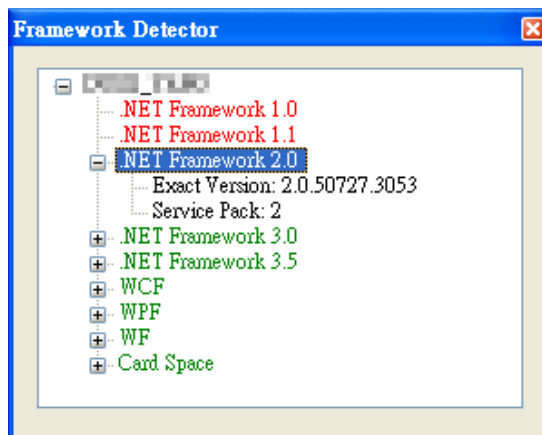 Framework Detector
.NET Framework 1.0
.NET Framework 1.1
.NET Framework 2.0
Exact Version: 2.0.50727.3053
Service Pack: 2
.NET Framework 3.0
.NET Framework 3.5
WCF
WPF
WF
Card Space